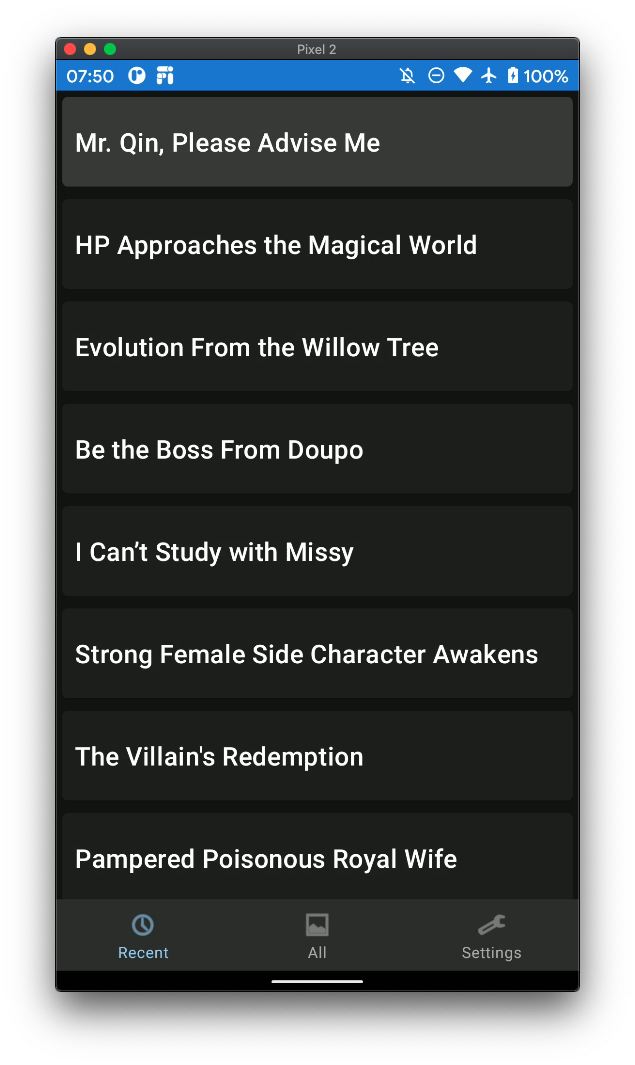 Pixel 2
07:50
100%
Mr. Qin, Please Advise Me
HP Approaches the Magical World
Evolution From the Willow Tree
Be the Boss From Doupo
I Can’t Study with Missy
Strong Female Side Character Awakens
The Villain's Redemption
Pampered Poisonous Royal Wife
Recent
All
Settings